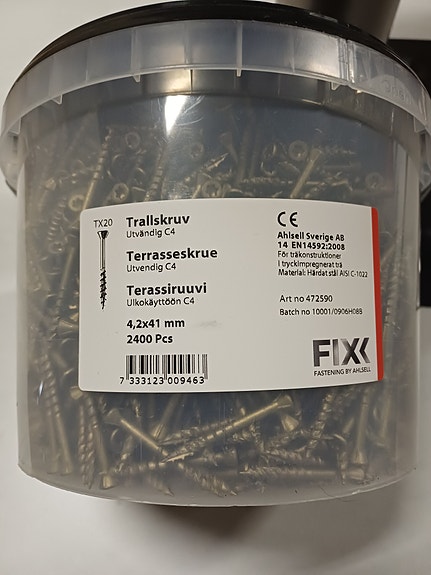 TX20
Trallskruv
Utvändig C4
Terrasseskrue
Utvendig C4
Terassiruuvi
Ulkokäyttöön C4
4,2x41 mm
2400 Pcs
7 333123 009463
CE
Ahlsell Sverige AB
14 EN14592:2008
För träkonstruktioner
I tryckimpregnerat trä
Material: Härdat stål AISI C-1022
Art no 472590
Batch no 10001/0906H08B
FIXX
FASTENING BY AHLSELL